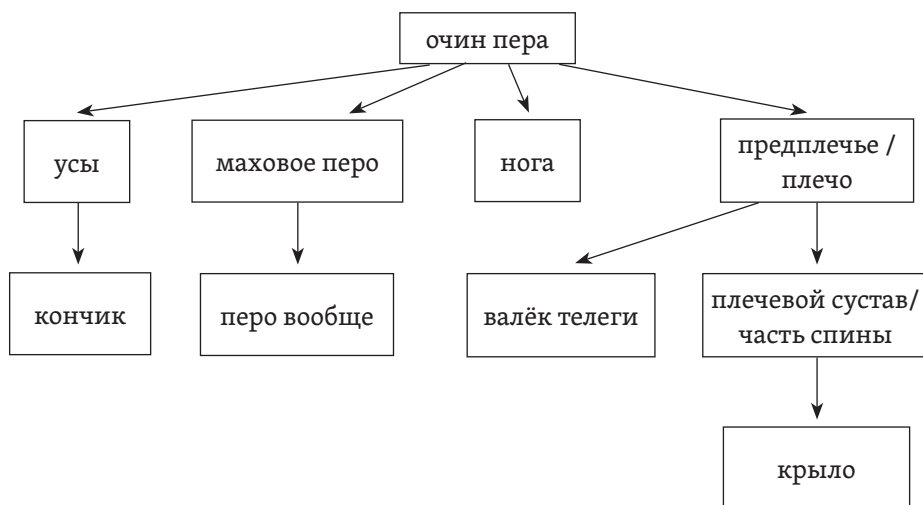 очин пера
усы
маховое перо
нога
предплечье /
плечо
кончик
перо вообще
валёк телеги
плечевой сустав/
часть спины
крыло